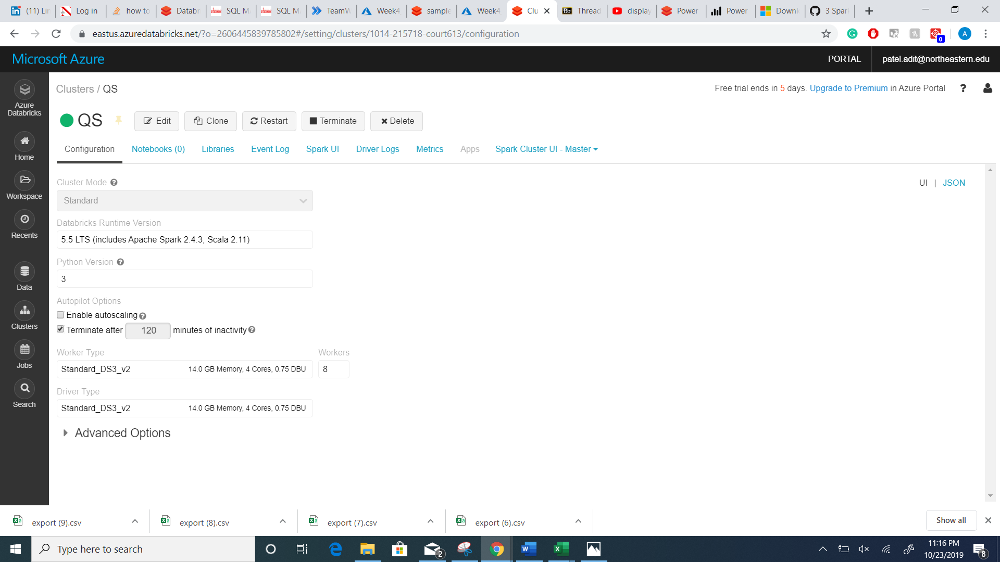 (11) Lin
Log in
how to
Databr
SQL M
SQL M
TeamW
Week4
sample
Week4
Clu
Bb
Thread
display
Power
Power
Downl
3 Spar
eastus.azuredatabricks.net/?o=2606445839785802#/setting/clusters/1014-215718-court613/configuration
0
A
Microsoft Azure
PORTAL
patel.adit@northeastern.edu
Azure
Databricks
Home
Workspace
Recents
Data
Clusters
Jobs
Search
Clusters / QS
Free trial ends in 5 days. Upgrade to Premium in Azure Portal
QS
Edit
Clone
Restart
Terminate
Delete
Configuration
Notebooks (0)
Libraries
Event Log
Spark UI
Driver Logs
Metrics
Apps
Spark Cluster UI - Master
UI | JSON
Cluster Mode
Standard
Databricks Runtime Version
5.5 LTS (includes Apache Spark 2.4.3, Scala 2.11)
Python Version
3
Autopilot Options
Enable autoscaling
Terminate after 120 minutes of inactivity
Worker Type
Workers
Standard_DS3_v2 14.0 GB Memory, 4 Cores, 0.75 DBU
8
Driver Type
Standard_DS3_v2 14.0 GB Memory, 4 Cores, 0.75 DBU
Advanced Options
export (9).csv
export (8).csv
export (7).csv
export (6).csv
Show all
Type here to search
2
11:16 PM
10/23/2019
8